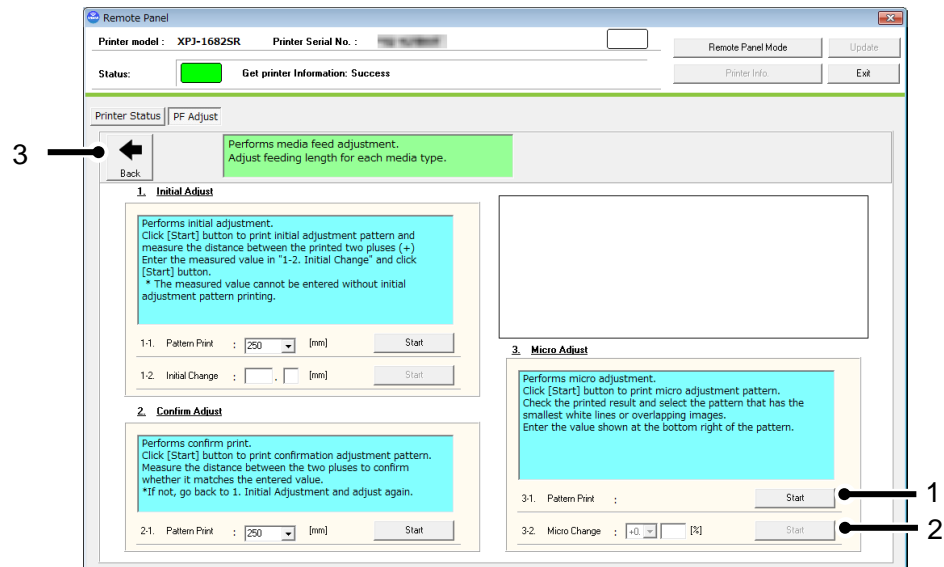 Remote Panel
Printer model : XPJ-1682SR Printer Serial No. :
Remote Panel Mode Update
Status: Get printer Information: Success
Printer Info. Exit
Printer Status PF Adjust
3
Back
Performs media feed adjustment.
Adjust feeding length for each media type.
1. Initial Adjust
Performs initial adjustment.
Click [Start] button to print initial adjustment pattern and
measure the distance between the printed two pluses (+)
Enter the measured value in "1-2. Initial Change" and click
[Start] button.
* The measured value cannot be entered without initial
adjustment pattern printing.
1-1. Pattern Print : 250 [mm] Start
1-2. Initial Change : . [mm] Start
2. Confirm Adjust
Performs confirm print.
Click [Start] button to print confirmation adjustment pattern.
Measure the distance between the two pluses to confirm
whether it matches the entered value.
*If not, go back to 1. Initial Adjustment and adjust again.
2-1. Pattern Print : 250 [mm] Start
3. Micro Adjust
Performs micro adjustment.
Click [Start] button to print micro adjustment pattern.
Check the printed result and select the pattern that has the
smallest white lines or overlapping images.
Enter the value shown at the bottom right of the pattern.
3-1. Pattern Print : Start
1
3-2. Micro Change : +0. [%] Start
2